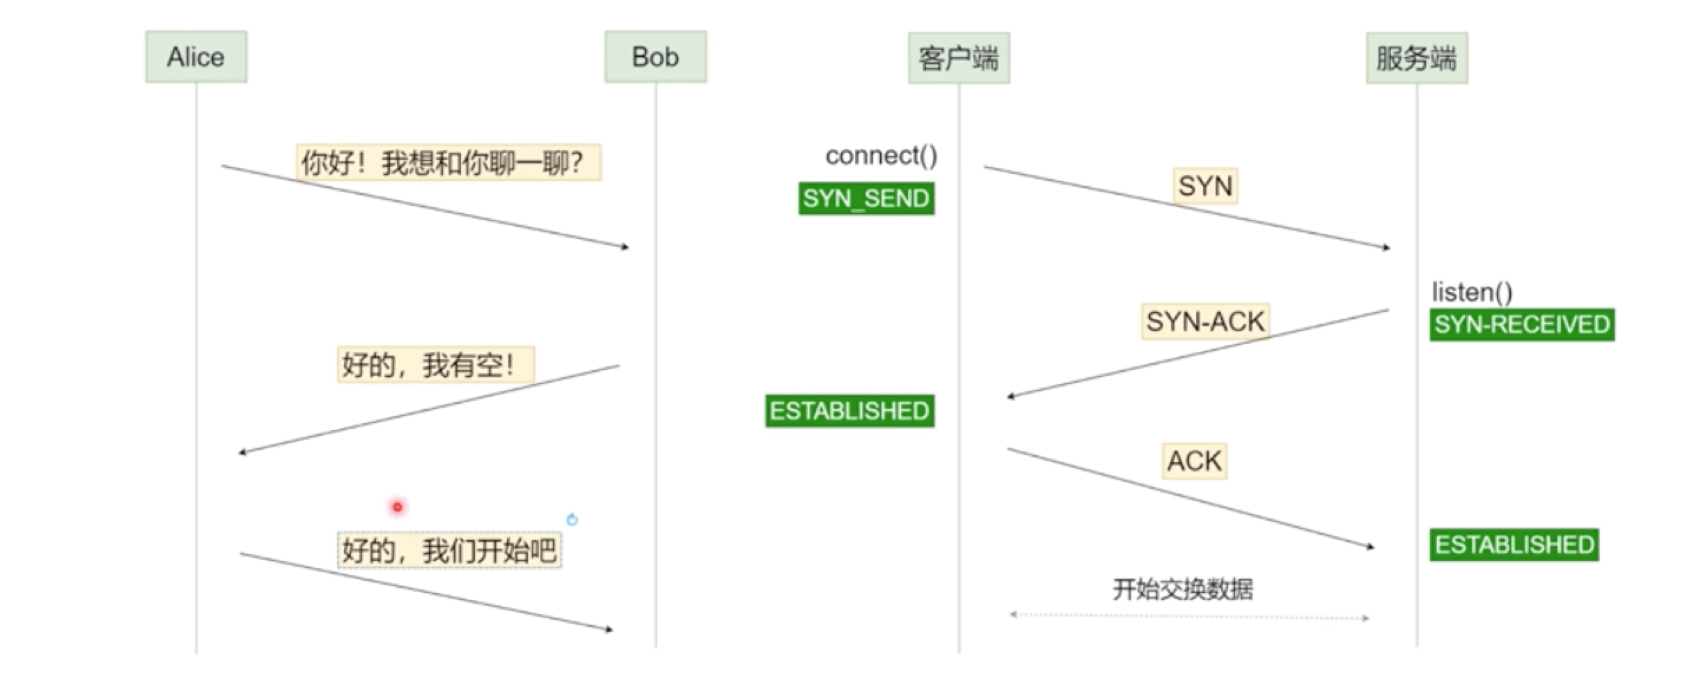 Alice
Bob
你好！我想和你聊一聊？
好的，我有空！
好的，我们开始吧
客户端
服务端
connect()
SYN_SEND
SYN
listen()
SYN-RECEIVED
SYN-ACK
ESTABLISHED
ACK
ESTABLISHED
开始交换数据